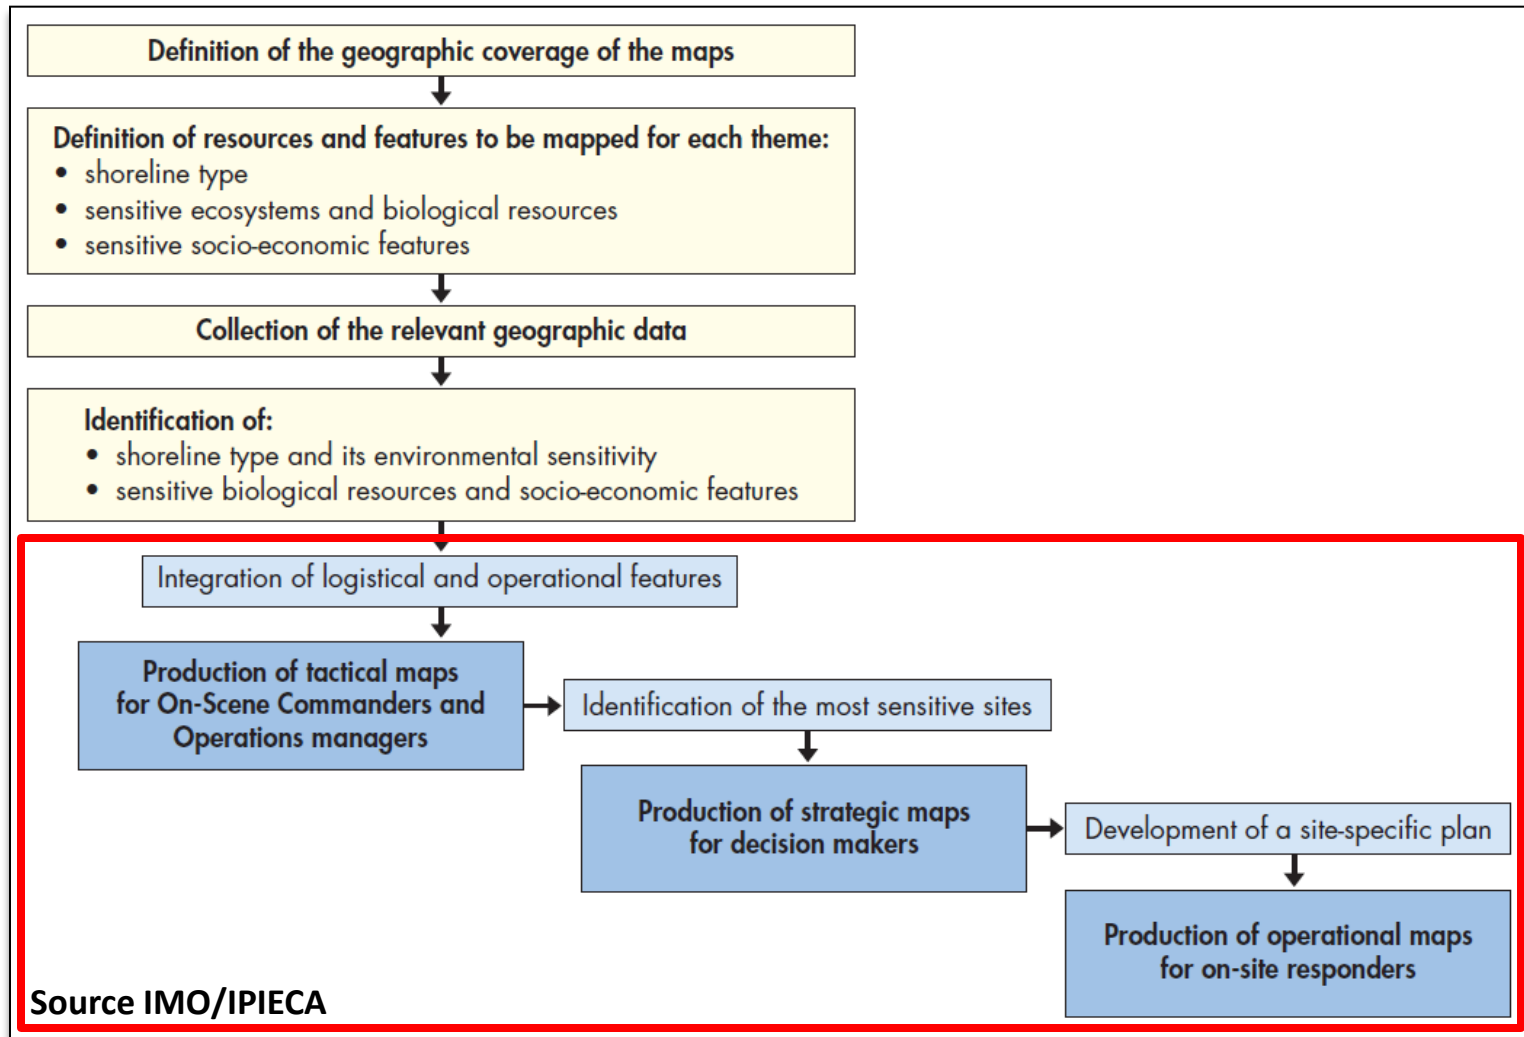 Definition of the geographic coverage of the maps
Definition of resources and features to be mapped for each theme:
• shoreline type
• sensitive ecosystems and biological resources
• sensitive socio-economic features
Collection of the relevant geographic data
Identification of:
• shoreline type and its environmental sensitivity
• sensitive biological resources and socio-economic features
Integration of logistical and operational features
Production of tactical maps
for On-Scene Commanders and
Operations managers
Identification of the most sensitive sites
Production of strategic maps
for decision makers
Development of a site-specific plan
Production of operational maps
for on-site responders
Source IMO/IPIECA